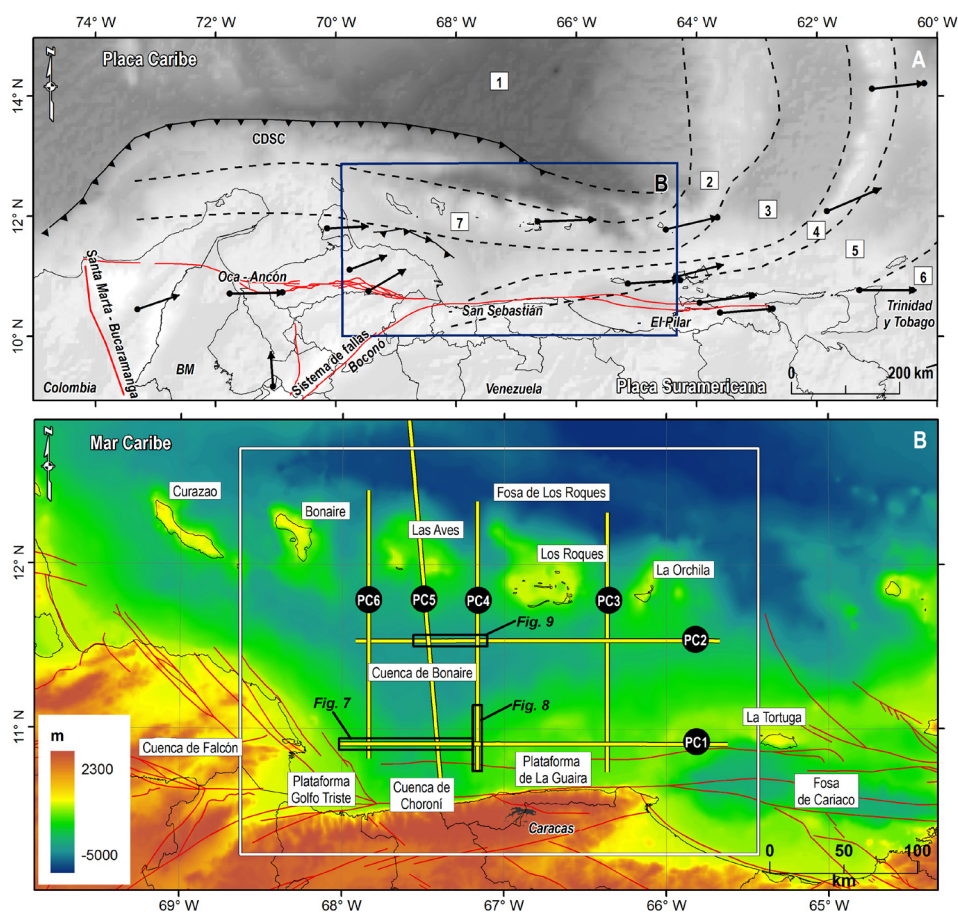 74 °W
72 °W
70 °W
68 °W
66 °W
64 °W
62 °W
60 °W
N
Placa Caribe
A
1
14° N
CDSC
B
2
12° N
7
3
4
5
6
Santa Marta - Bucaramanga
Oca - Ancón
San Sebastián
El Pilar
Trinidad
y Tobago
10° N
Sistema de fallas
Boconó
BM
Colombia
Venezuela
Placa Suramericana
0
200 km
N
Mar Caribe
B
Curazao
Bonaire
Fosa de Los Roques
Las Aves
Los Roques
La Orchila
12°N
PC6
PC5
PC4
PC3
Fig. 9
PC2
Cuenca de Bonaire
Fig. 7
Fig. 8
11°N
PC1
La Tortuga
m
2300
-5000
Cuenca de Falcón
Plataforma
Golfo Triste
Cuenca de
Choroní
Plataforma
de La Guaira
Fosa
de Cariaco
Caracas
0
50
100
km
69°W
68°W
67°W
66°W
65°W